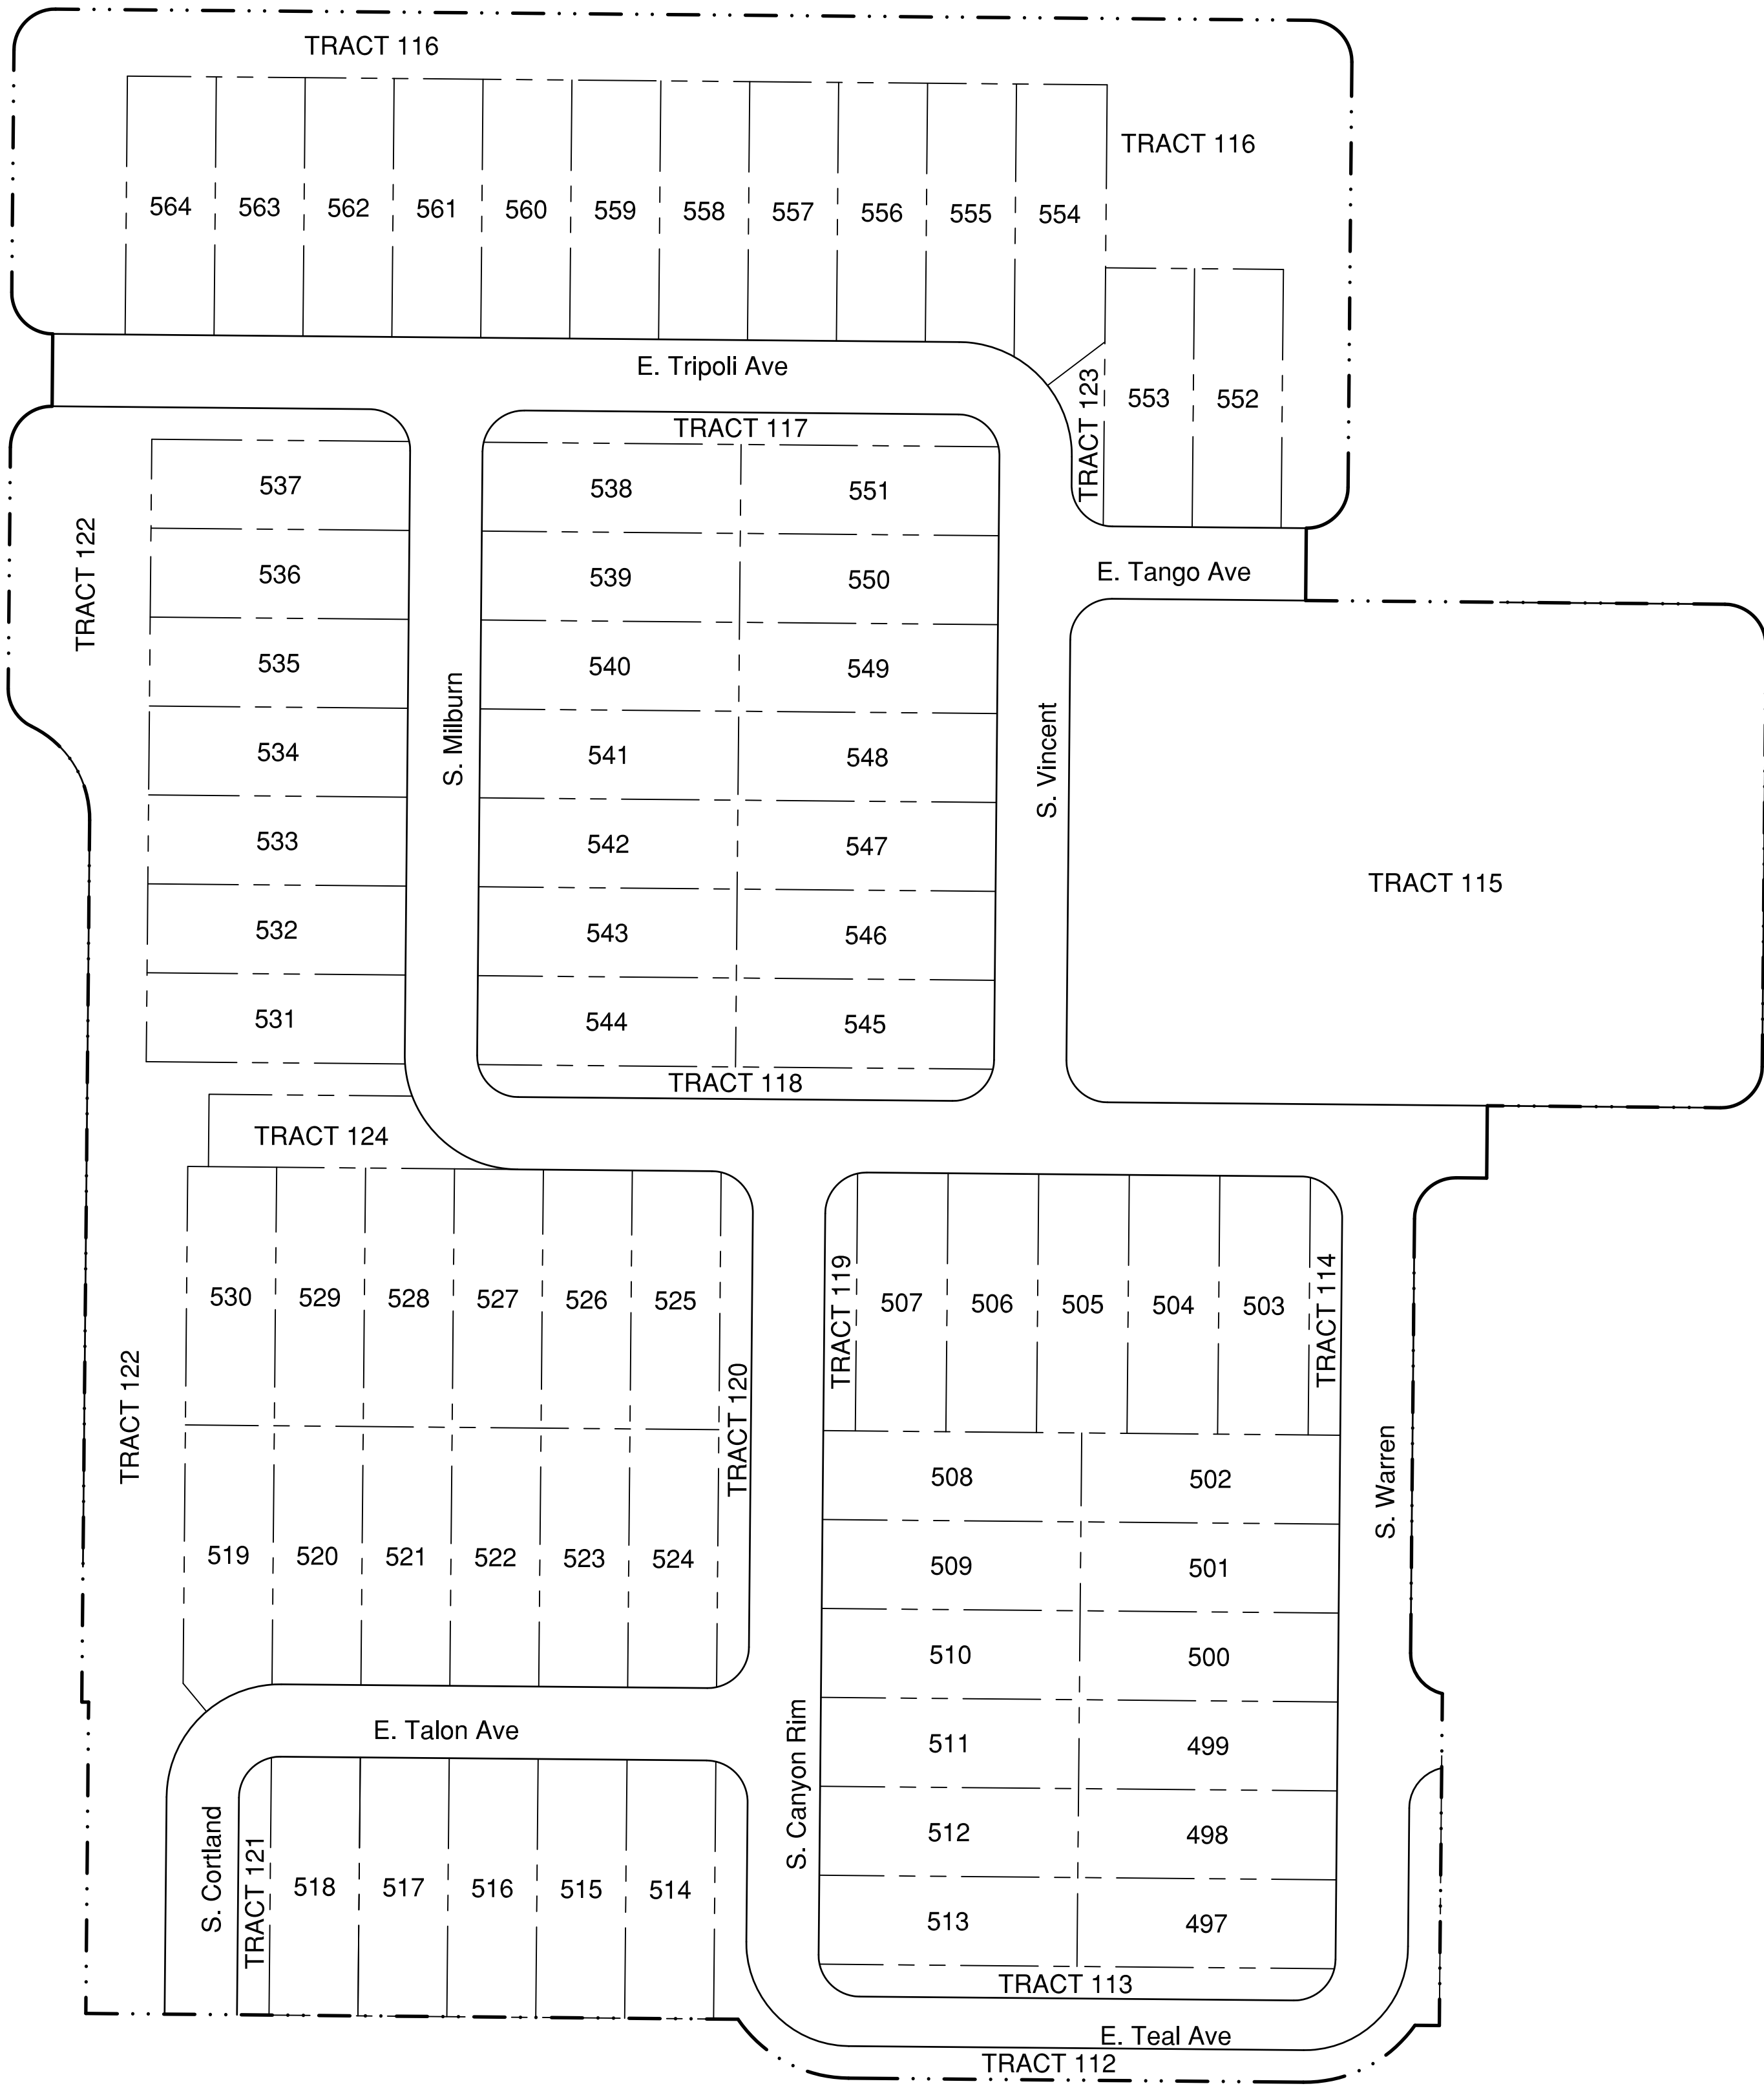 TRACT 116
TRACT 116
564 563 562 561 560 559 558 557 556 555 554
E. Tripoli Ave
TRACT 123
553 552
TRACT 117
537 538 551
TRACT 122
536 539 550
E. Tango Ave
535 540 549
S. Milburn
S. Vincent
534 541 548
533 542 547
TRACT 115
532 543 546
531 544 545
TRACT 118
TRACT 124
530 529 528 527 526 525
TRACT 119
507 506 505 504 503
TRACT 114
TRACT 122
TRACT 120
508 502
S. Warren
519 520 521 522 523 524
509 501
510 500
E. Talon Ave
S. Canyon Rim
511 499
512 498
S. Cortland
TRACT 121
518 517 516 515 514
513 497
TRACT 113
E. Teal Ave
TRACT 112